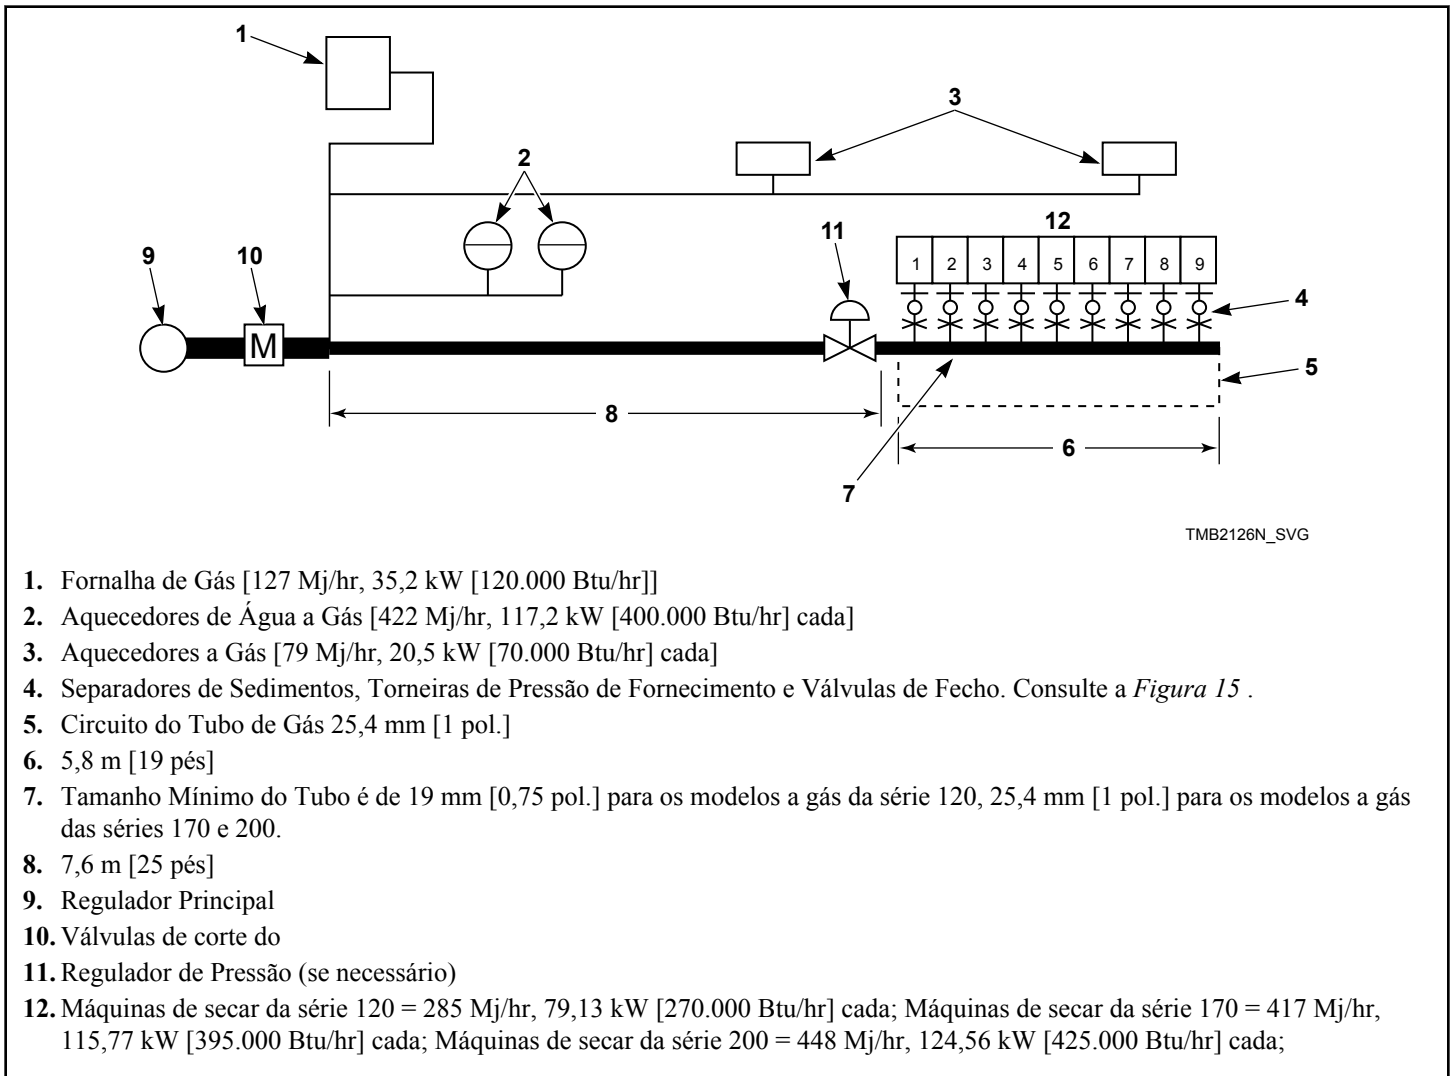 1
3
2
12
11
9
10
1 2 3 4 5 6 7 8 9
4
M
5
8
6
7
TMB2126N_SVG
1. Fornalha de Gás [127 Mj/hr, 35,2 kW [120.000 Btu/hr]]
2. Aquecedores de Água a Gás [422 Mj/hr, 117,2 kW [400.000 Btu/hr] cada]
3. Aquecedores a Gás [79 Mj/hr, 20,5 kW [70.000 Btu/hr] cada]
4. Separadores de Sedimentos, Torneiras de Pressão de Fornecimento e Válvulas de Fecho. Consulte a Figura 15 .
5. Circuito do Tubo de Gás 25,4 mm [1 pol.]
6. 5,8 m [19 pés]
7. Tamanho Mínimo do Tubo é de 19 mm [0,75 pol.] para os modelos a gás da série 120, 25,4 mm [1 pol.] para os modelos a gás
das séries 170 e 200.
8. 7,6 m [25 pés]
9. Regulador Principal
10. Válvulas de corte do
11. Regulador de Pressão (se necessário)
12. Máquinas de secar da série 120 = 285 Mj/hr, 79,13 kW [270.000 Btu/hr] cada; Máquinas de secar da série 170 = 417 Mj/hr,
115,77 kW [395.000 Btu/hr] cada; Máquinas de secar da série 200 = 448 Mj/hr, 124,56 kW [425.000 Btu/hr] cada;